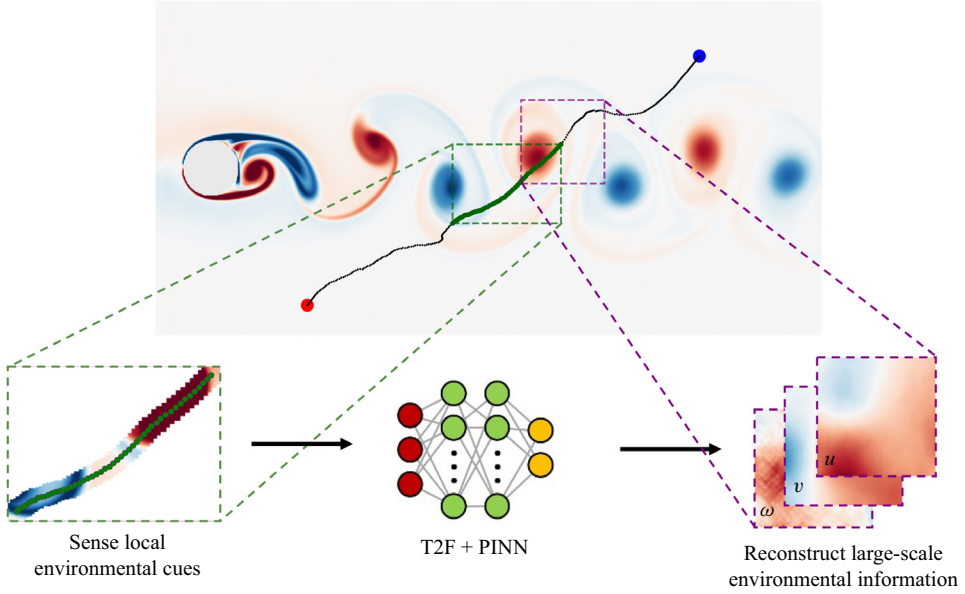 u
v
ω
Sense local
environmental cues
T2F + PINN
Reconstruct large-scale
environmental information